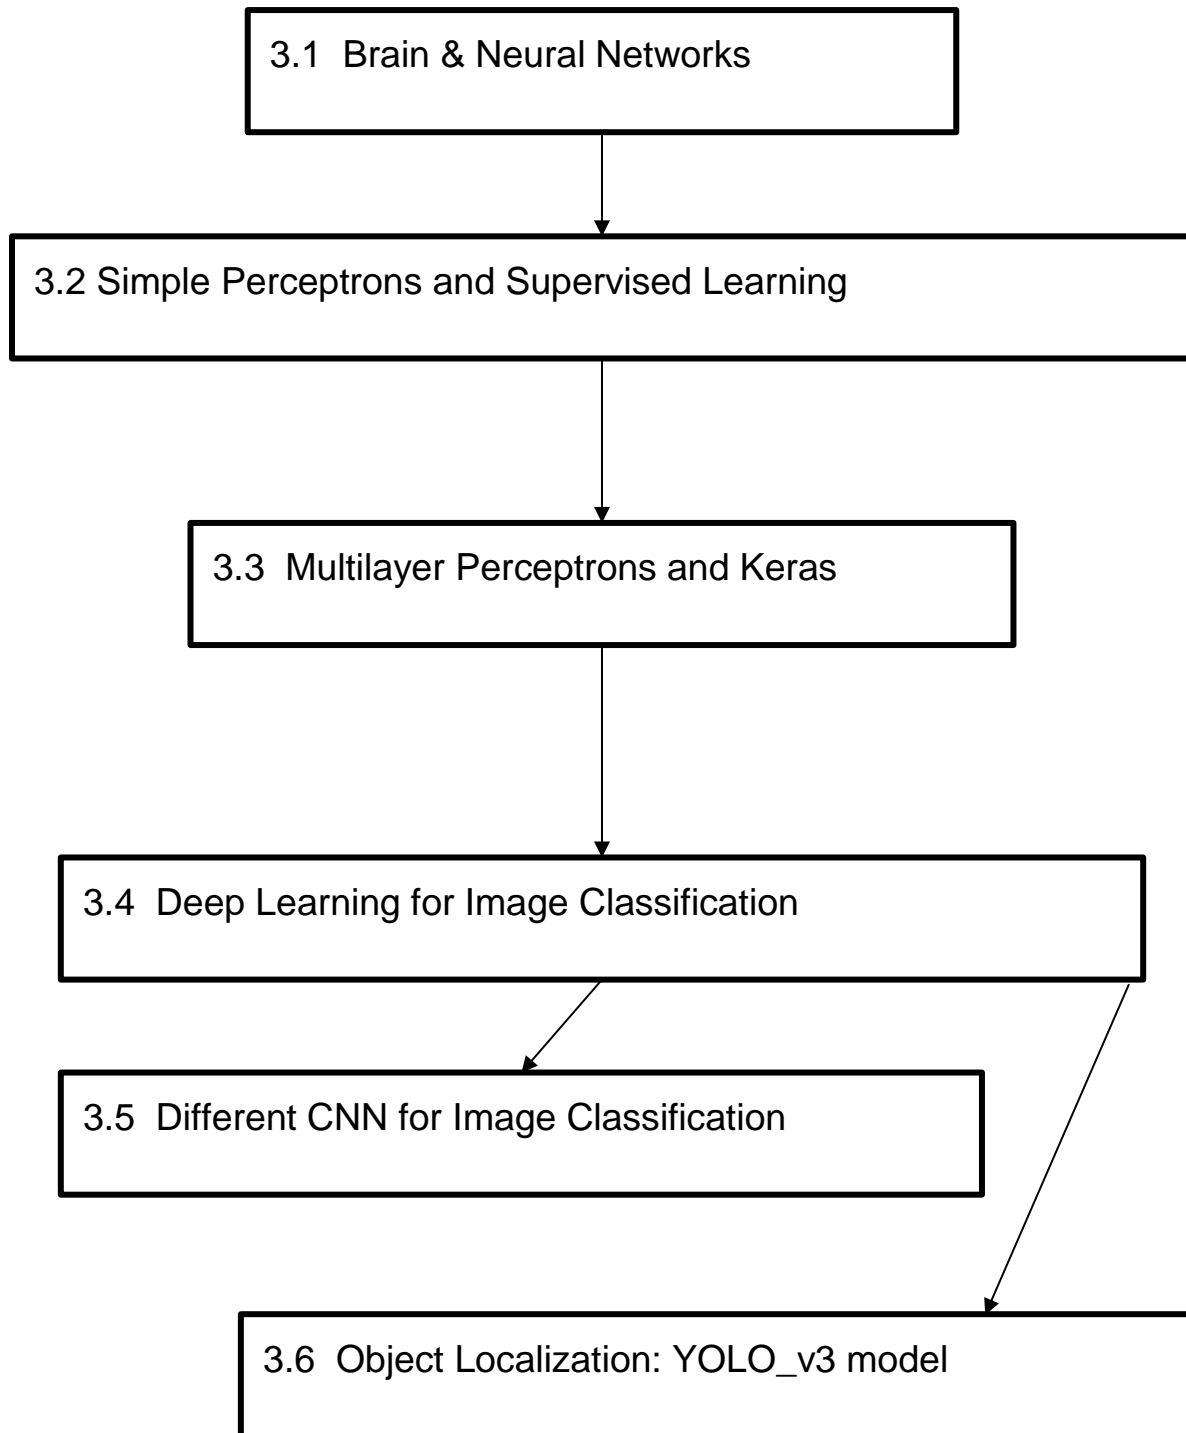 3.1  Brain & Neural Networks
3.2 Simple Perceptrons and Supervised Learning
3.3  Multilayer Perceptrons and Keras
3.4  Deep Learning for Image Classification
3.5  Different CNN for Image Classification
3.6  Object Localization: YOLO_v3 model